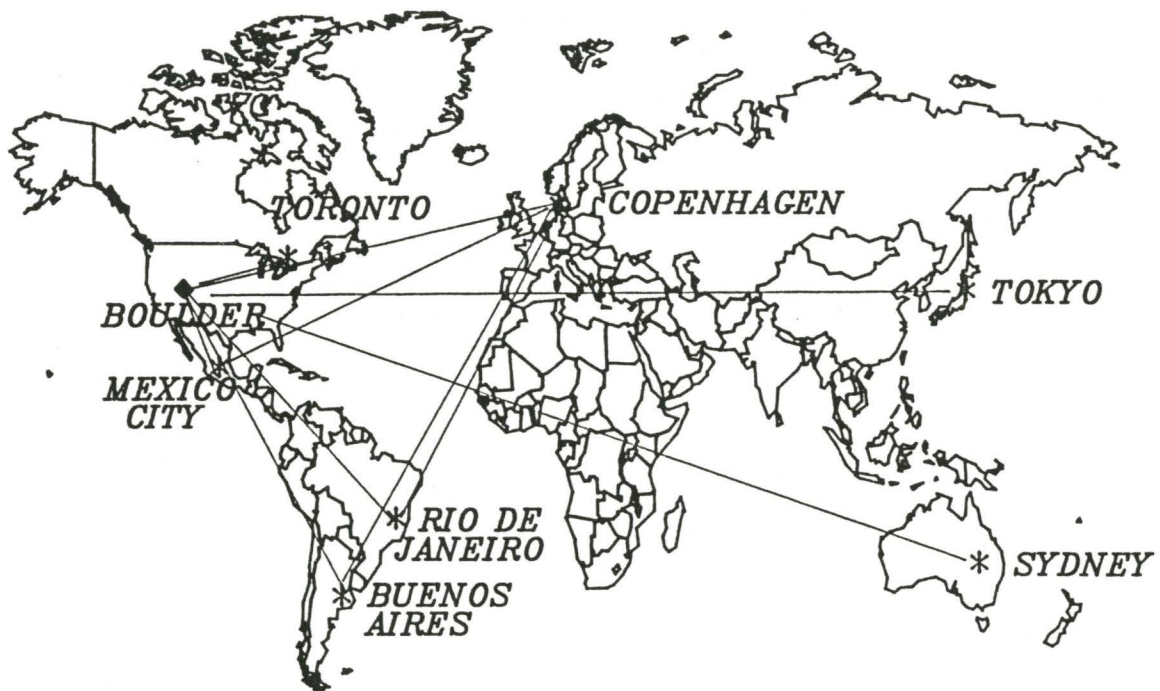 TORONTO
COPENHAGEN
TOKYO
BOULDER
MEXICO
CITY
RIO DE
JANEIRO
SYDNEY
BUENOS
AIRES